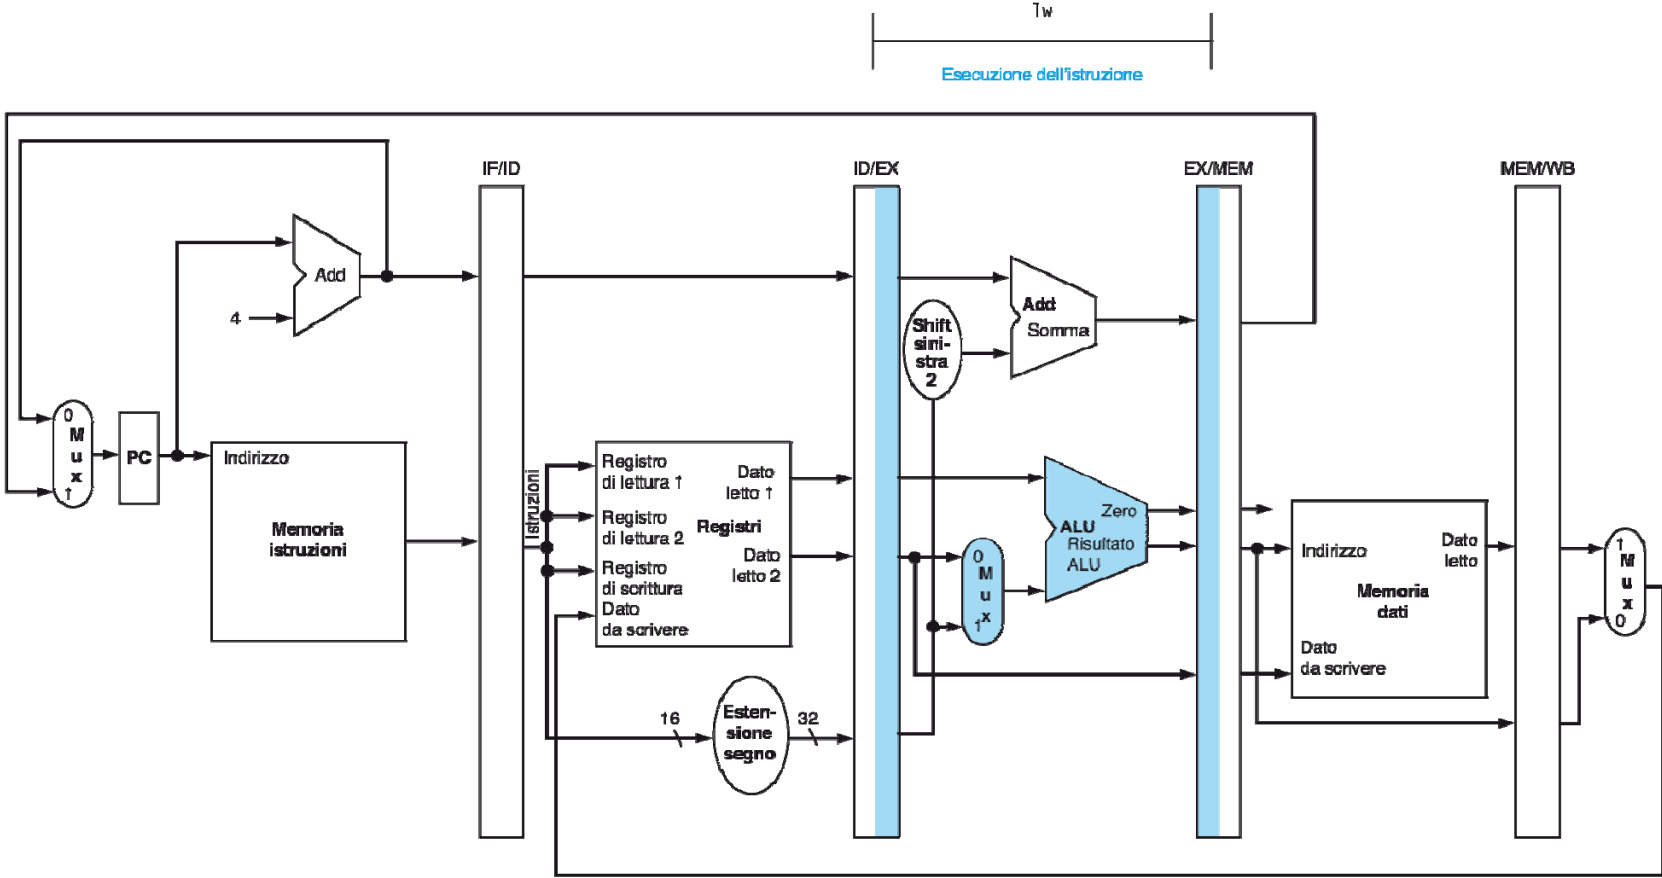 Tw
Esecuzione dell'istruzione
IF/ID
ID/EX
EX/MEM
MEM/WB
Add
4
Add
Somma
Shift
sini-
stra
2
0
M
u
x
1
PC
Indirizzo
Memoria
istruzioni
Istruzioni
Registro
di lettura 1
Registro
di lettura 2
Registro
di scrittura
Dato
da scrivere
Dato
letto 1
Registri
Dato
letto 2
16
Esten-
sione
segno
32
0
M
u
x
1
Zero
ALU
Risultato
ALU
Indirizzo
Dato
letto
Memoria
dati
Dato
da scrivere
1
M
u
x
0